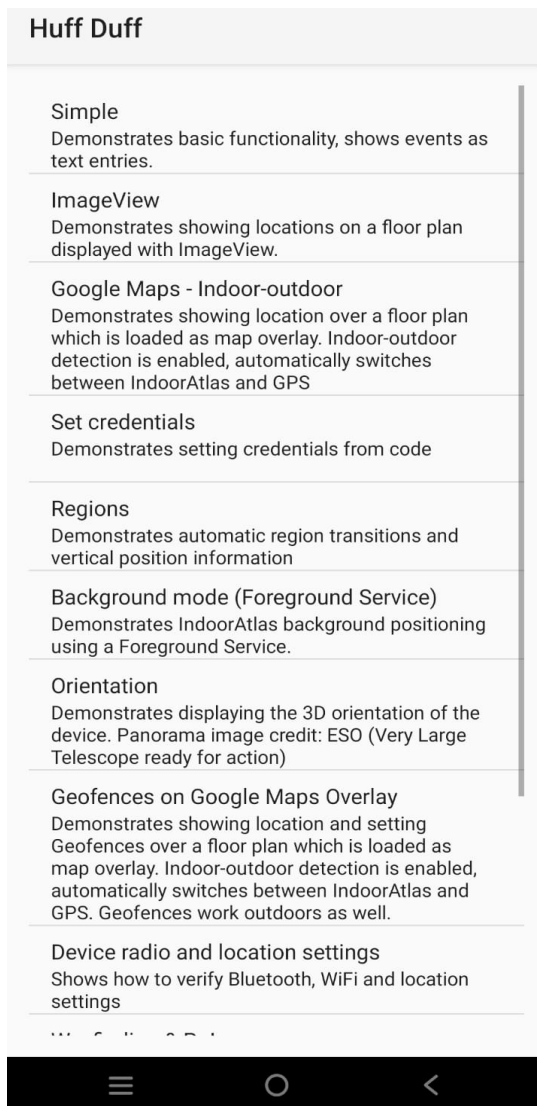 Huff Duff
Simple
Demonstrates basic functionality, shows events as
text entries.
ImageView
Demonstrates showing locations on a floor plan
displayed with ImageView.
Google Maps - Indoor-outdoor
Demonstrates showing location over a floor plan
which is loaded as map overlay. Indoor-outdoor
detection is enabled, automatically switches
between IndoorAtlas and GPS
Set credentials
Demonstrates setting credentials from code
Regions
Demonstrates automatic region transitions and
vertical position information
Background mode (Foreground Service)
Demonstrates IndoorAtlas background positioning
using a Foreground Service.
Orientation
Demonstrates displaying the 3D orientation of the
device. Panorama image credit: ESO (Very Large
Telescope ready for action)
Geofences on Google Maps Overlay
Demonstrates showing location and setting
Geofences over a floor plan which is loaded as
map overlay. Indoor-outdoor detection is enabled,
automatically switches between IndoorAtlas and
GPS. Geofences work outdoors as well.
Device radio and location settings
Shows how to verify Bluetooth, WiFi and location
settings